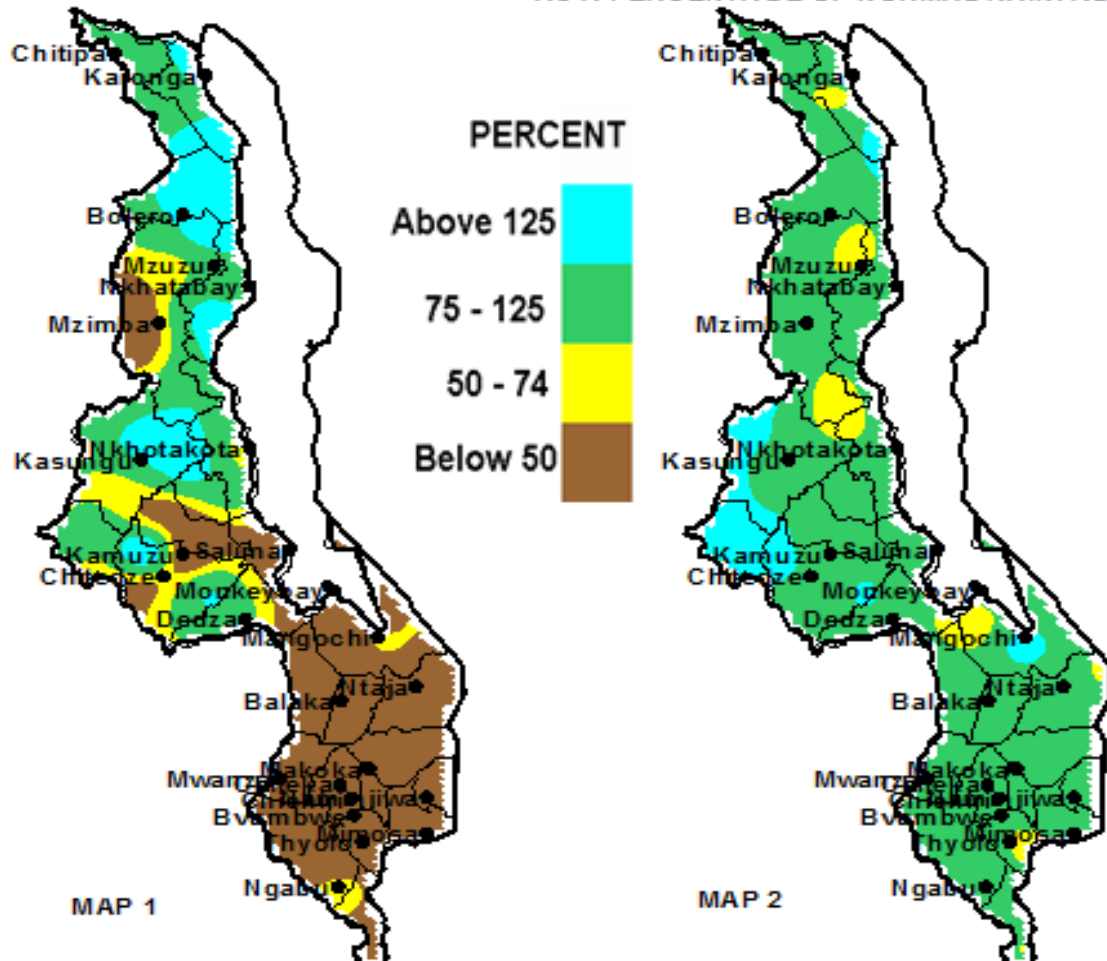 Chitipa
Karonga
Bolero
Mzuzu
Nkhatabay
Mzimba
Nkhotakota
Kasungu
Kamuzu
Salima
Chitedze
Monkeybay
Dedza
Mangochi
Ntaja
Balaka
Makoka
Bvumbwe
Mimosa
Thyolo
Ngabu
MAP 1
PERCENT
Above 125
75 - 125
50 - 74
Below 50
Chitipa
Karonga
Bolero
Mzuzu
Nkhatabay
Mzimba
Nkhotakota
Kasungu
Kamuzu
Salima
Chitedze
Monkeybay
Dedza
Mangochi
Ntaja
Balaka
Makoka
Bvumbwe
Mimosa
Thyolo
Ngabu
MAP 2